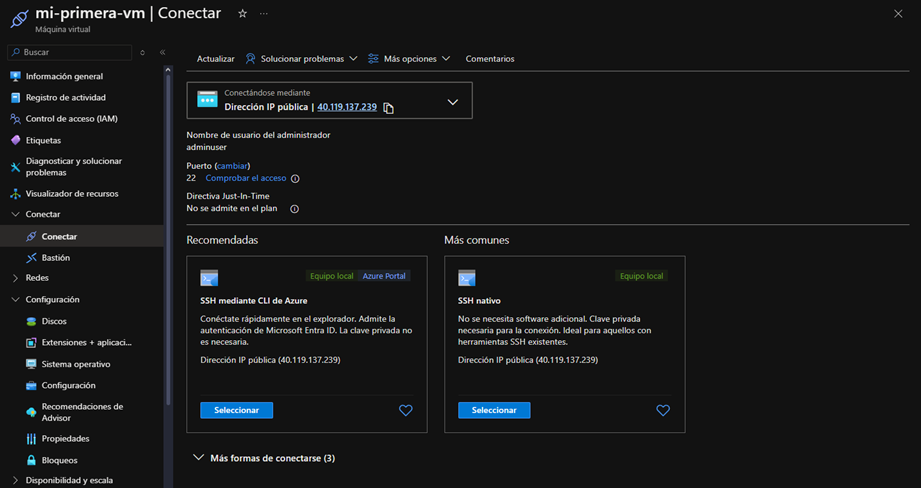 mi-primera-vm | Conectar
Máquina virtual
Buscar
Información general
Registro de actividad
Control de acceso (IAM)
Etiquetas
Diagnosticar y solucionar
problemas
Visualizador de recursos
Conectar
Conectar
Bastión
Redes
Configuración
Discos
Extensiones + aplicaci...
Sistema operativo
Configuración
Recomendaciones de
Advisor
Propiedades
Bloqueos
Disponibilidad y escala
Actualizar Solucionar problemas Más opciones Comentarios
Conectándose mediante
Dirección IP pública | 40.119.137.239
Nombre de usuario del administrador
adminuser
Puerto (cambiar)
22 Comprobar el acceso
Directiva Just-In-Time
No se admite en el plan
Recomendadas
Equipo local Azure Portal
SSH mediante CLI de Azure
Conéctate rápidamente en el explorador. Admite la
autenticación de Microsoft Entra ID. La clave privada no
es necesaria.
Dirección IP pública (40.119.137.239)
Seleccionar
Más comunes
Equipo local
SSH nativo
No se necesita software adicional. Clave privada
necesaria para la conexión. Ideal para aquellos con
herramientas SSH existentes.
Dirección IP pública (40.119.137.239)
Seleccionar
Más formas de conectarse (3)